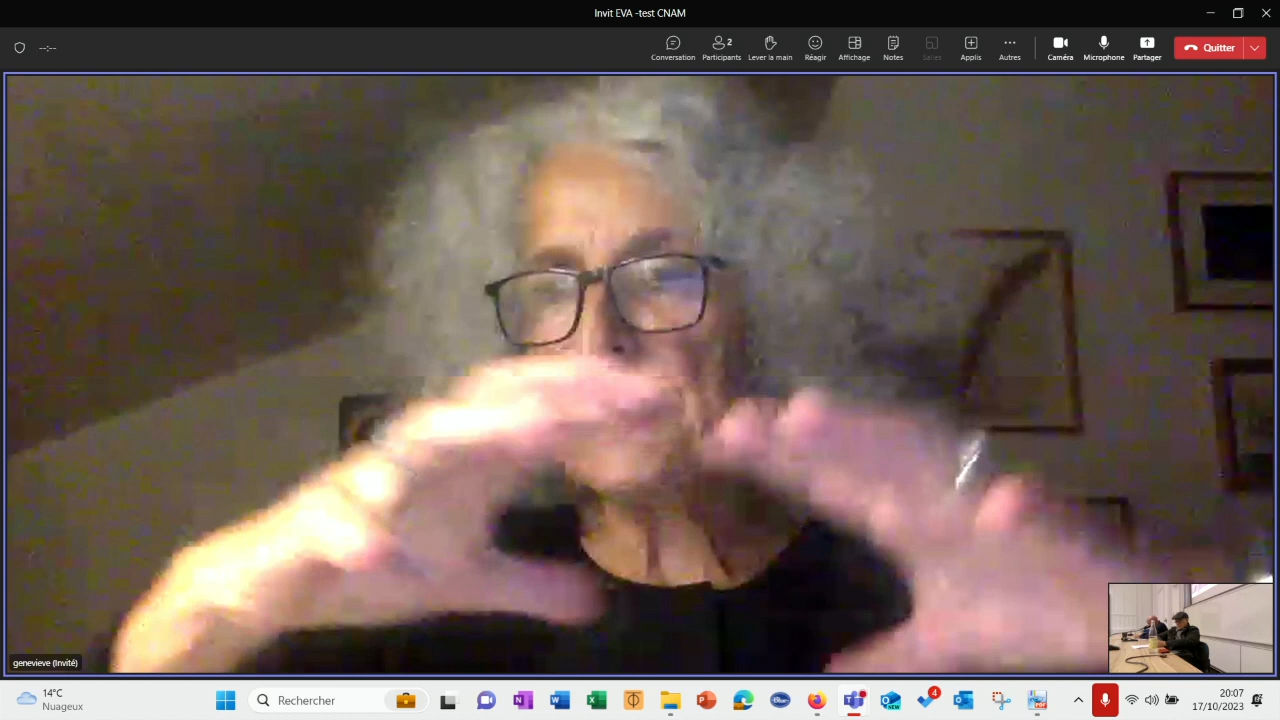 Invit EVA -test CNAM
--:--
Conversation
2
Participants
Lever la main
Réagir
Affichage
Notes
Salles
Applis
Autres
Caméra
Microphone
Partager
Quitter
genevieve (Invité)
14°C
Nuageux
Rechercher
4
20:07
17/10/2023